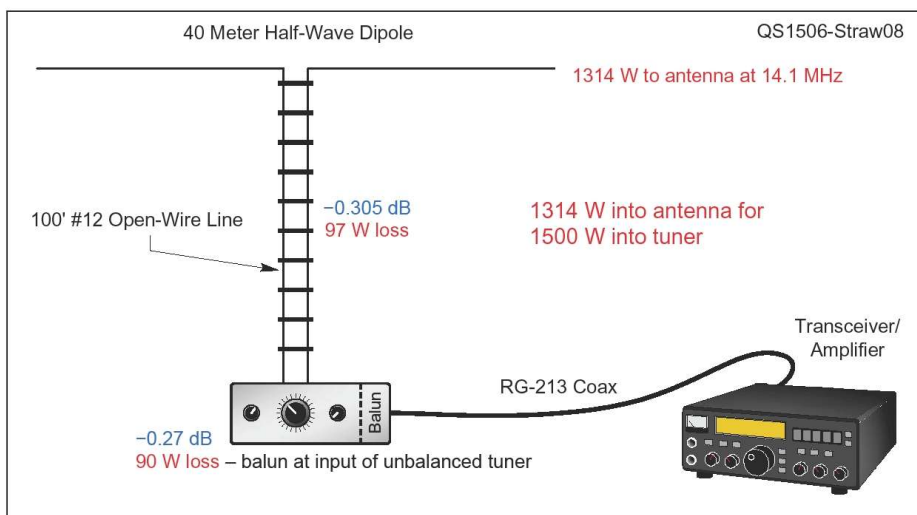 40 Meter Half-Wave Dipole
QS1506-Straw08
1314 W to antenna at 14.1 MHz
100' #12 Open-Wire Line
−0.305 dB
97 W loss
1314 W into antenna for
1500 W into tuner
Transceiver/
Amplifier
RG-213 Coax
Balun
−0.27 dB
90 W loss – balun at input of unbalanced tuner